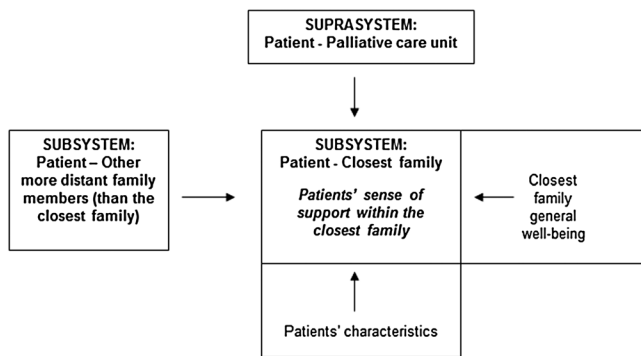 SUPRASYSTEM:
Patient - Palliative care unit
SUBSYSTEM:
Patient – Other
more distant family
members (than the
closest family)
SUBSYSTEM:
Patient - Closest family
Patients' sense of
support within the
closest family
Closest
family
general
well-being
Patients' characteristics